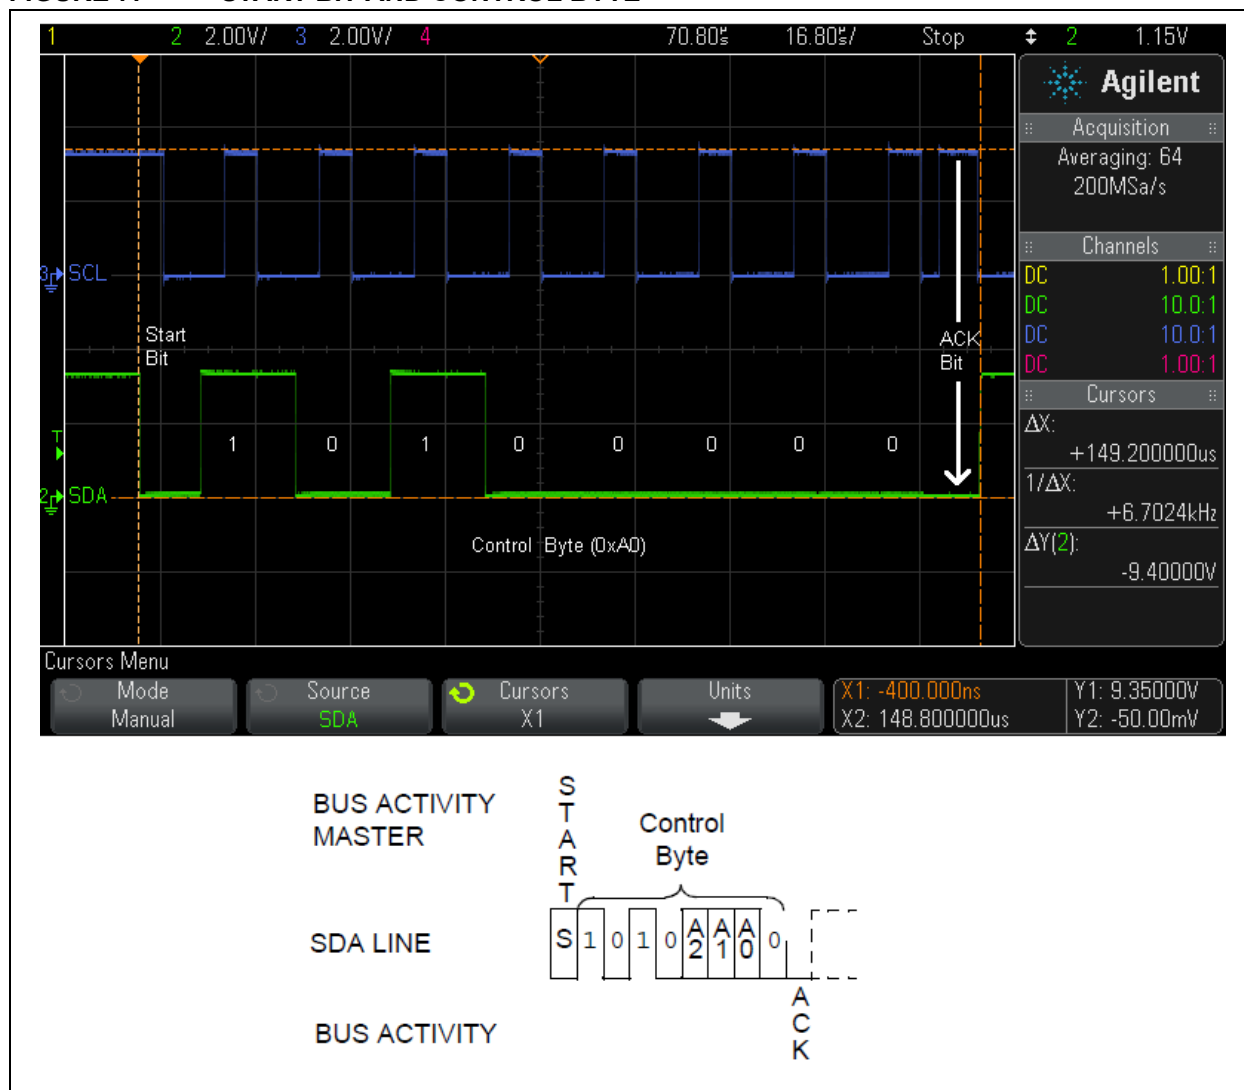 1 2 2.00V/ 3 2.00V/ 4 70.80µs 16.80µs/ Stop 2 1.15V
Agilent
Acquisition
Averaging: 64
200MSa/s
Channels
DC 1.00:1
DC 10.0:1
DC 10.0:1
DC 1.00:1
Cursors
ΔX:
+149.200000us
1/ΔX:
+6.7024kHz
ΔY(2):
-9.40000V
3 SCL
Start
Bit
ACK
Bit
T
1 0 1 0 0 0 0 0
2 SDA
Control Byte (0xA0)
Cursors Menu
Mode
Manual
Source
SDA
Cursors
X1
Units
X1: -400.000ns
X2: 148.800000us
Y1: 9.35000V
Y2: -50.00mV
BUS ACTIVITY
MASTER
START
Control
Byte
SDA LINE
S 1 0 1 0 A2 A1 A0 0
ACK
BUS ACTIVITY